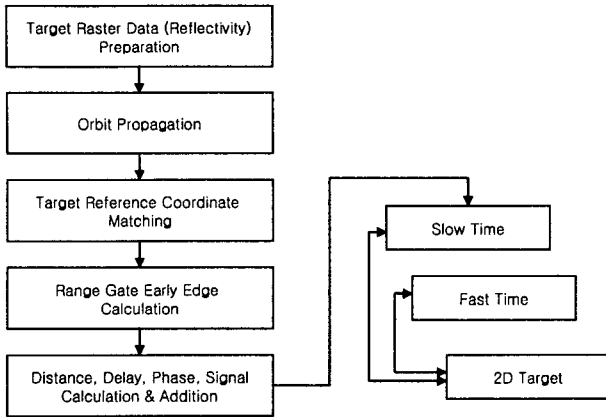 Target Raster Data (Reflectivity)
Preparation
Orbit Propagation
Target Reference Coordinate
Matching
Range Gate Early Edge
Calculation
Distance, Delay, Phase, Signal
Calculation & Addition
Slow Time
Fast Time
2D Target